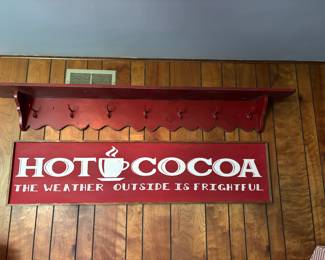 HOT COCOA
THE WEATHER OUTSIDE IS FRIGHTFUL